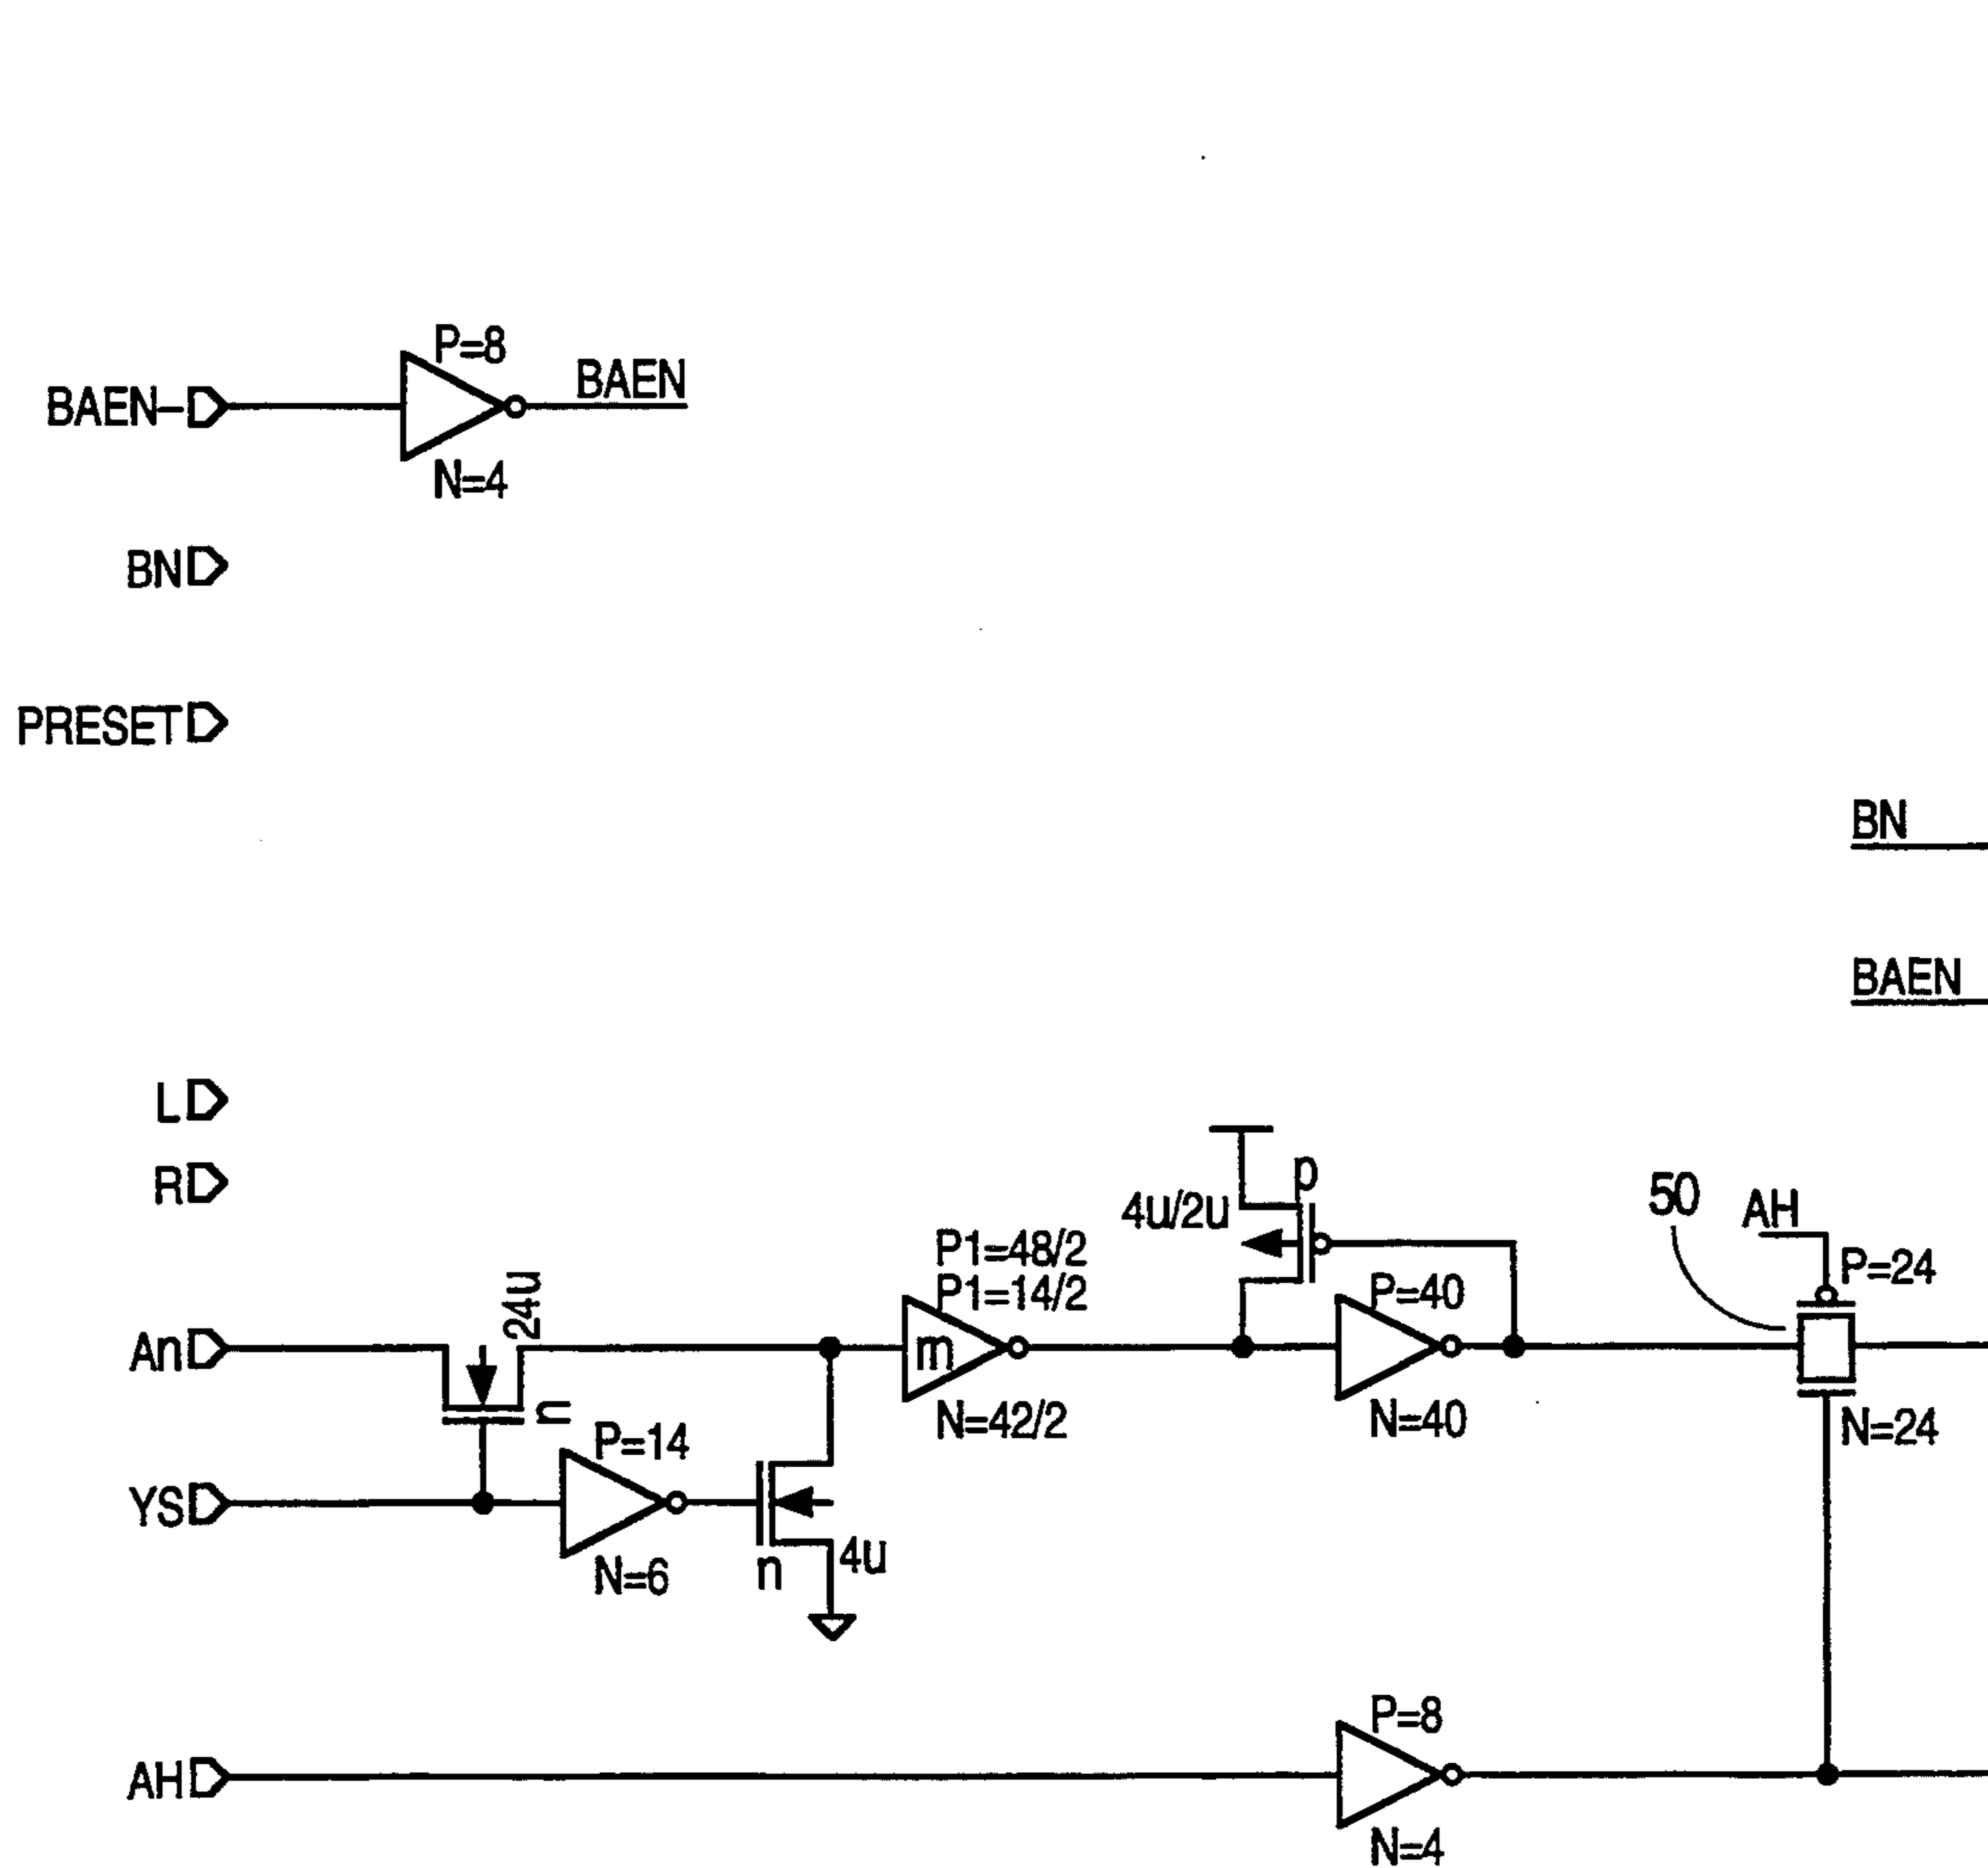 P=8
BAEN-
BAEN
N=4
BN
PRESET
BN
BAEN
L
R
p
4u/2u
50
AH
P1=48/2
P1=14/2
P=40
P=24
24u
An
m
n
N=42/2
N=40
N=24
P=14
YS
N=6
n
4u
P=8
AH
N=4